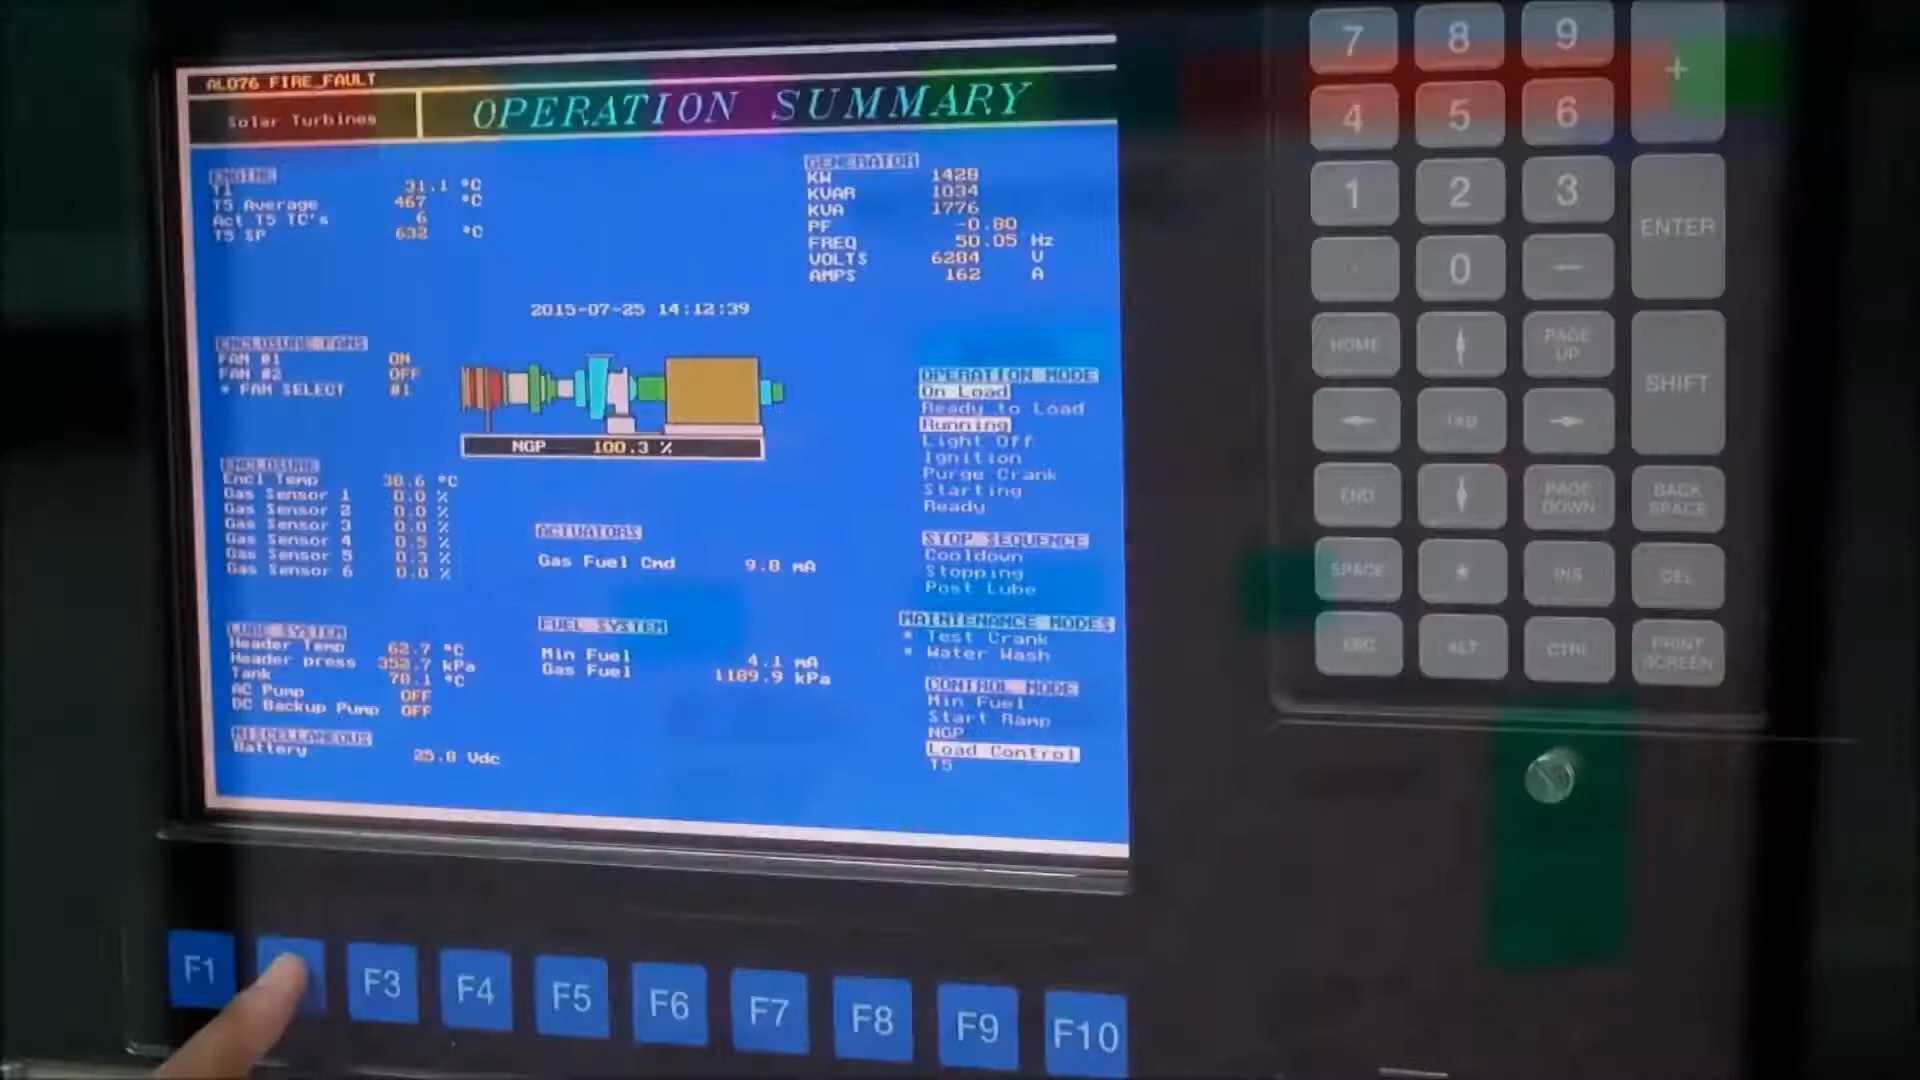 AL076 FIRE_FAULT
Solar Turbines
OPERATION SUMMARY
ENGINE
T1 31.1 °C
T5 Average 467 °C
Act T5 TC's 6
T5 SP 632 °C
GENERATOR
KW 1428
KVAR 1034
KVA 1776
PF -0.80
FREQ 50.05 Hz
VOLTS 6284 V
AMPS 162 A
2015-07-25 14:12:39
ENCLOSURE FANS
FAN #1 ON
FAN #2 OFF
* FAN SELECT #1
NGP 100.3 %
ENCLOSURE
Encl Temp 38.6 °C
Gas Sensor 1 0.0 %
Gas Sensor 2 0.0 %
Gas Sensor 3 0.0 %
Gas Sensor 4 0.5 %
Gas Sensor 5 0.3 %
Gas Sensor 6 0.0 %
ACTUATORS
Gas Fuel Cmd 9.8 mA
LUBE SYSTEM
Header Temp 62.7 °C
Header press 352.7 kPa
Tank 70.1 °C
AC Pump OFF
DC Backup Pump OFF
FUEL SYSTEM
Min Fuel 4.1 mA
Gas Fuel 1189.9 kPa
MISCELLANEOUS
Battery 25.8 Vdc
OPERATION MODE
On Load
Ready to Load
Running
Light Off
Ignition
Purge Crank
Starting
Ready
STOP SEQUENCE
Cooldown
Stopping
Post Lube
MAINTENANCE MODES
* Test Crank
* Water Wash
CONTROL MODE
Min Fuel
Start Ramp
NGP
Load Control
T5
7 8 9 +
4 5 6
1 2 3 ENTER
0 −
HOME PAGE UP SHIFT
TAB
END PAGE DOWN BACK SPACE
SPACE * INS DEL
ESC ALT CTRL PRINT SCREEN
F1 F3 F4 F5 F6 F7 F8 F9 F10